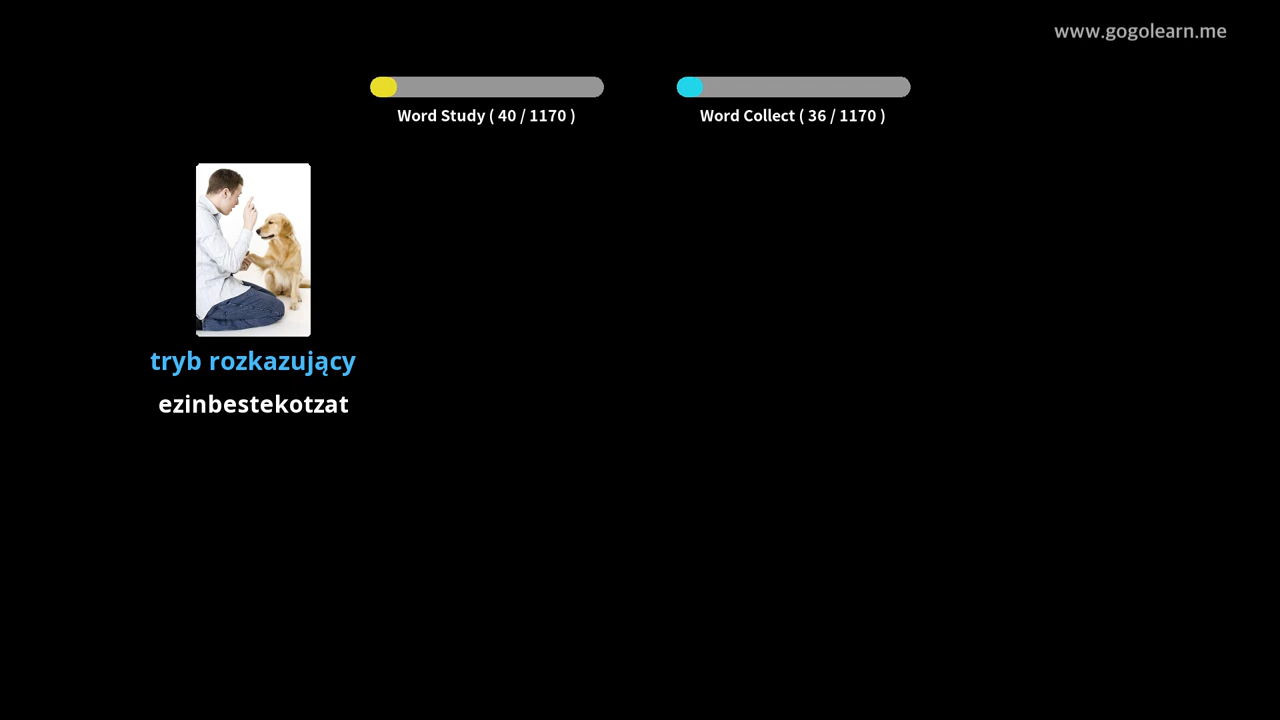 www.gogolearn.me
Word Study ( 40 / 1170 )
Word Collect ( 36 / 1170 )
tryb rozkazujący
ezinbestekotzat